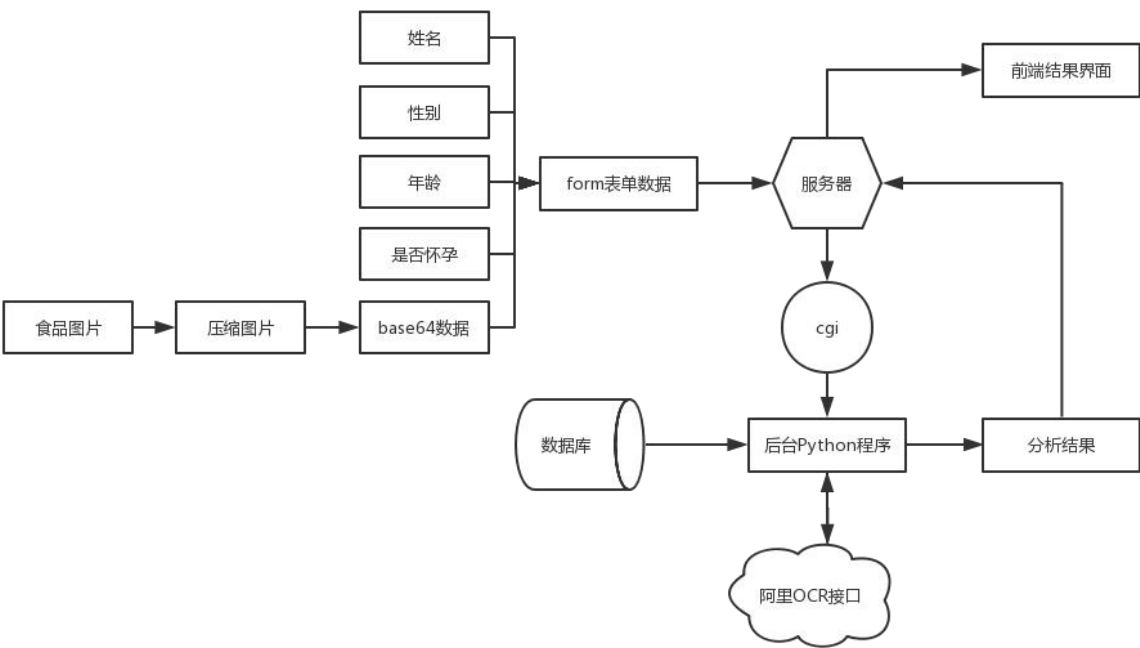 姓名
前端结果界面
性别
年龄
form表单数据
服务器
是否怀孕
食品图片
压缩图片
base64数据
cgi
数据库
后台Python程序
分析结果
阿里OCR接口